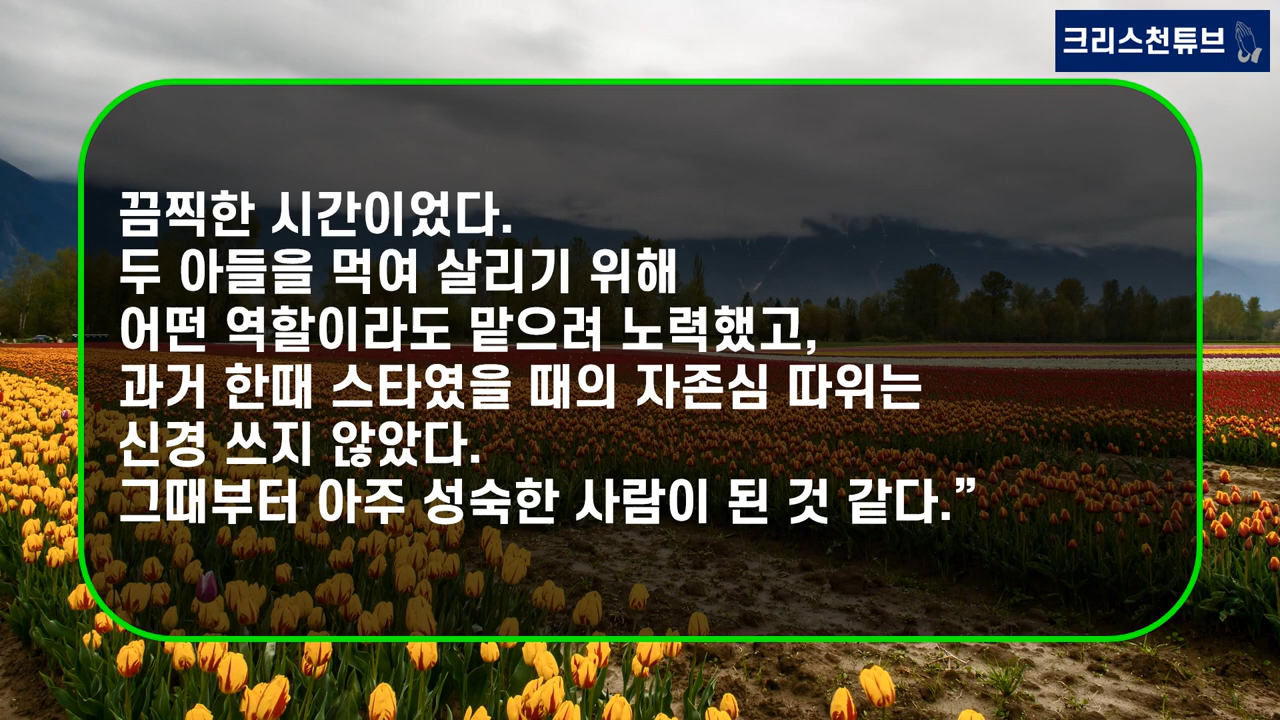 크리스천튜브
끔찍한 시간이었다.
두 아들을 먹여 살리기 위해
어떤 역할이라도 맡으려 노력했고,
과거 한때 스타였을 때의 자존심 따위는
신경 쓰지 않았다.
그때부터 아주 성숙한 사람이 된 것 같다.”